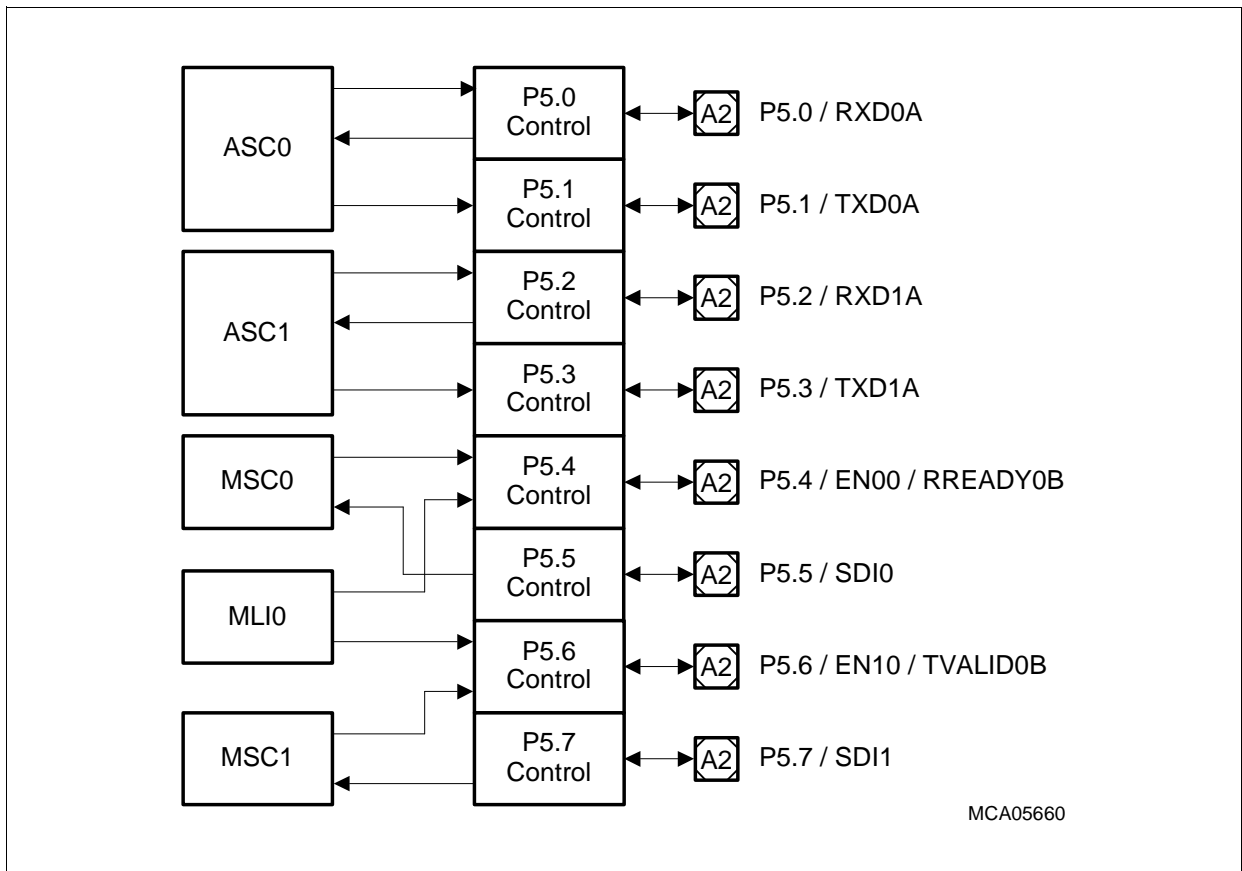 ASC0
ASC1
MSC0
MLI0
MSC1
P5.0
Control
P5.1
Control
P5.2
Control
P5.3
Control
P5.4
Control
P5.5
Control
P5.6
Control
P5.7
Control
A2 P5.0 / RXD0A
A2 P5.1 / TXD0A
A2 P5.2 / RXD1A
A2 P5.3 / TXD1A
A2 P5.4 / EN00 / RREADY0B
A2 P5.5 / SDI0
A2 P5.6 / EN10 / TVALID0B
A2 P5.7 / SDI1
MCA05660